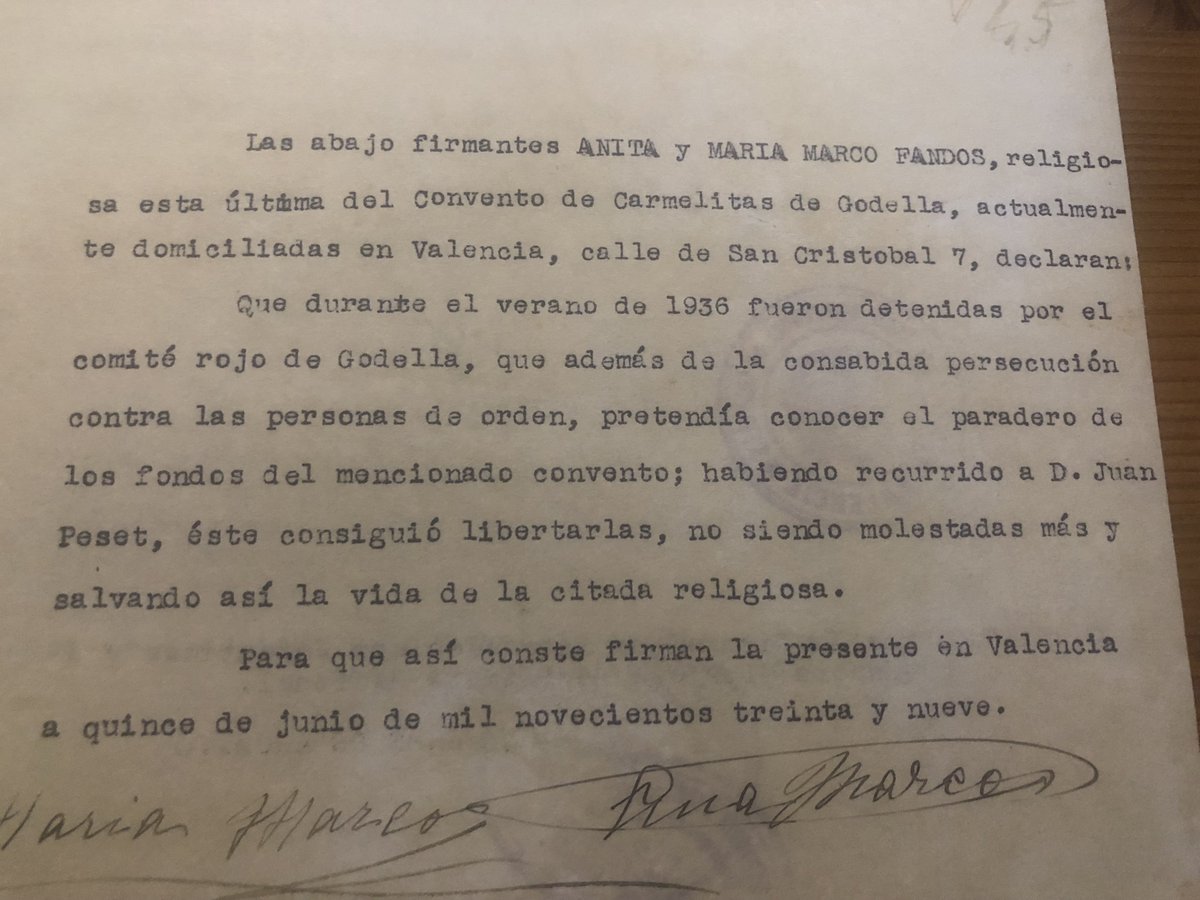 45
Las abajo firmantes ANITA y MARIA MARCO FANDOS, religio-
sa esta última del Convento de Carmelitas de Godella, actualmen-
te domiciliadas en Valencia, calle de San Cristobal 7, declaran:
Que durante el verano de 1936 fueron detenidas por el
comité rojo de Godella, que además de la consabida persecución
contra las personas de orden, pretendía conocer el paradero de
los fondos del mencionado convento; habiendo recurrido a D. Juan
Peset, éste consiguió libertarlas, no siendo molestadas más y
salvando así la vida de la citada religiosa.
Para que así conste firman la presente en Valencia
a quince de junio de mil novecientos treinta y nueve.
Maria Marco Ana Marco